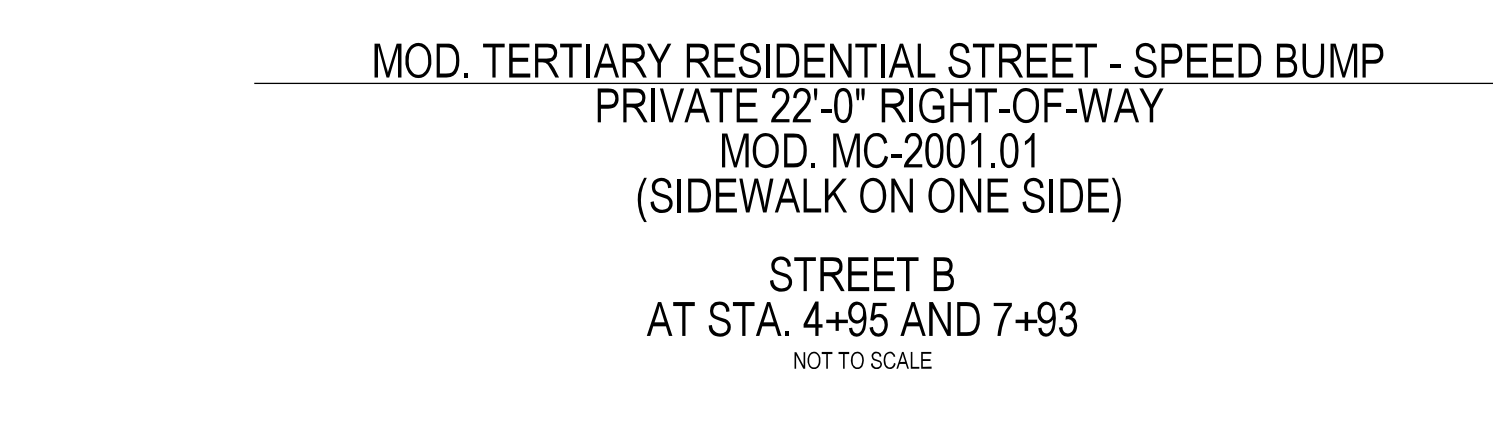 MOD. TERTIARY RESIDENTIAL STREET - SPEED BUMP
PRIVATE 22'-0" RIGHT-OF-WAY
MOD. MC-2001.01
(SIDEWALK ON ONE SIDE)
STREET B
AT STA. 4+95 AND 7+93
NOT TO SCALE